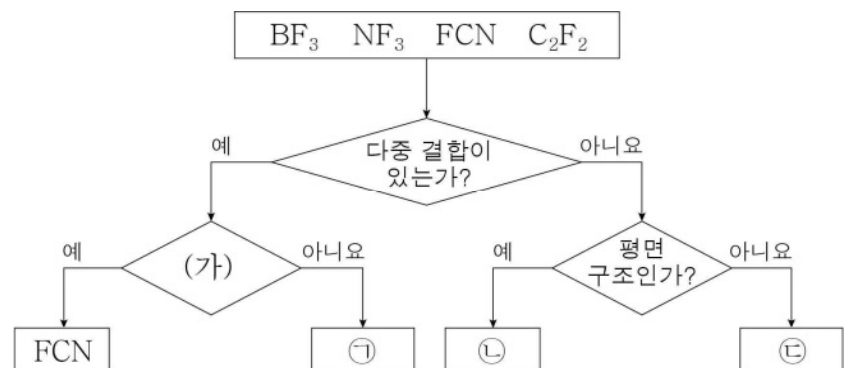 BF₃ NF₃ FCN C₂F₂
예
다중 결합이
있는가?
아니요
예
(가)
아니요
예
평면
구조인가?
아니요
FCN
㉠
㉡
㉢